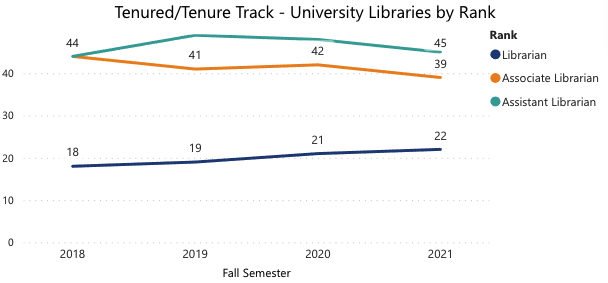 Tenured/Tenure Track - University Libraries by Rank
Rank
Librarian
Associate Librarian
Assistant Librarian
44 41 42 45
39
18 19 21 22
40
30
20
10
0
2018 2019 2020 2021
Fall Semester